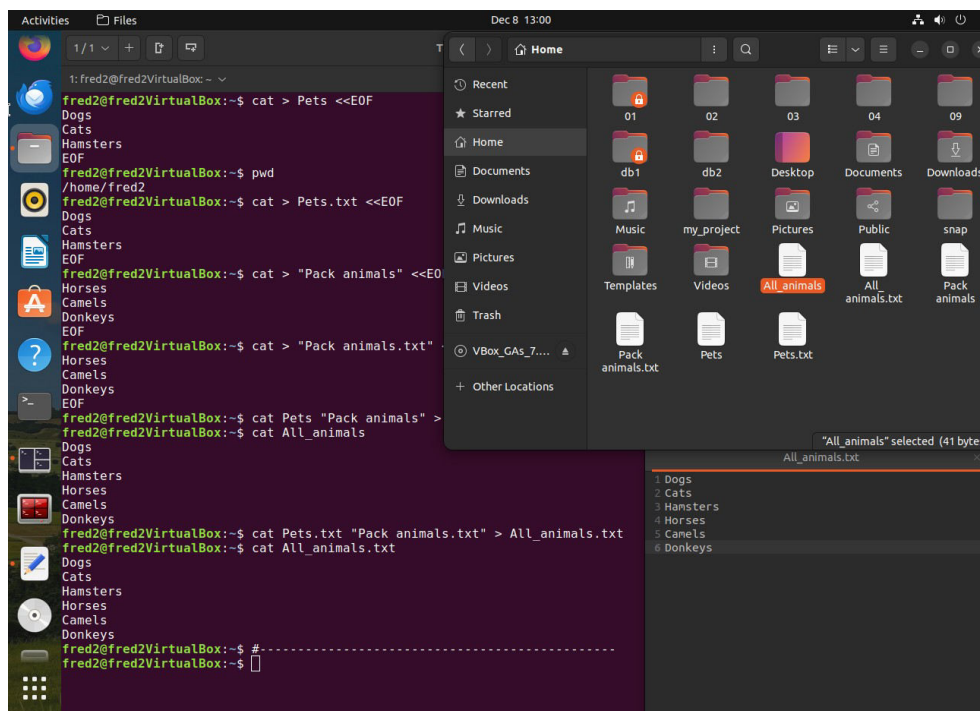 Activities Files Dec 8 13:00
1/1
1: fred2@fred2VirtualBox: ~
fred2@fred2VirtualBox:~$ cat > Pets <<EOF
Dogs
Cats
Hamsters
EOF
fred2@fred2VirtualBox:~$ pwd
/home/fred2
fred2@fred2VirtualBox:~$ cat > Pets.txt <<EOF
Dogs
Cats
Hamsters
EOF
fred2@fred2VirtualBox:~$ cat > "Pack animals" <<EO
Horses
Camels
Donkeys
EOF
fred2@fred2VirtualBox:~$ cat > "Pack animals.txt"
Horses
Camels
Donkeys
EOF
fred2@fred2VirtualBox:~$ cat Pets "Pack animals" >
fred2@fred2VirtualBox:~$ cat All_animals
Dogs
Cats
Hamsters
Horses
Camels
Donkeys
fred2@fred2VirtualBox:~$ cat Pets.txt "Pack animals.txt" > All_animals.txt
fred2@fred2VirtualBox:~$ cat All_animals.txt
Dogs
Cats
Hamsters
Horses
Camels
Donkeys
fred2@fred2VirtualBox:~$ #-----------------------------------------------
fred2@fred2VirtualBox:~$
Home
Recent
Starred
Home
Documents
Downloads
Music
Pictures
Videos
Trash
VBox_GAs_7....
+ Other Locations
01 02 03 04 09
db1 db2 Desktop Documents Downloads
Music my_project Pictures Public snap
Templates Videos All_animals All_animals.txt Pack animals
Pack animals.txt Pets Pets.txt
"All_animals" selected (41 byte
All_animals.txt
1 Dogs
2 Cats
3 Hamsters
4 Horses
5 Camels
6 Donkeys